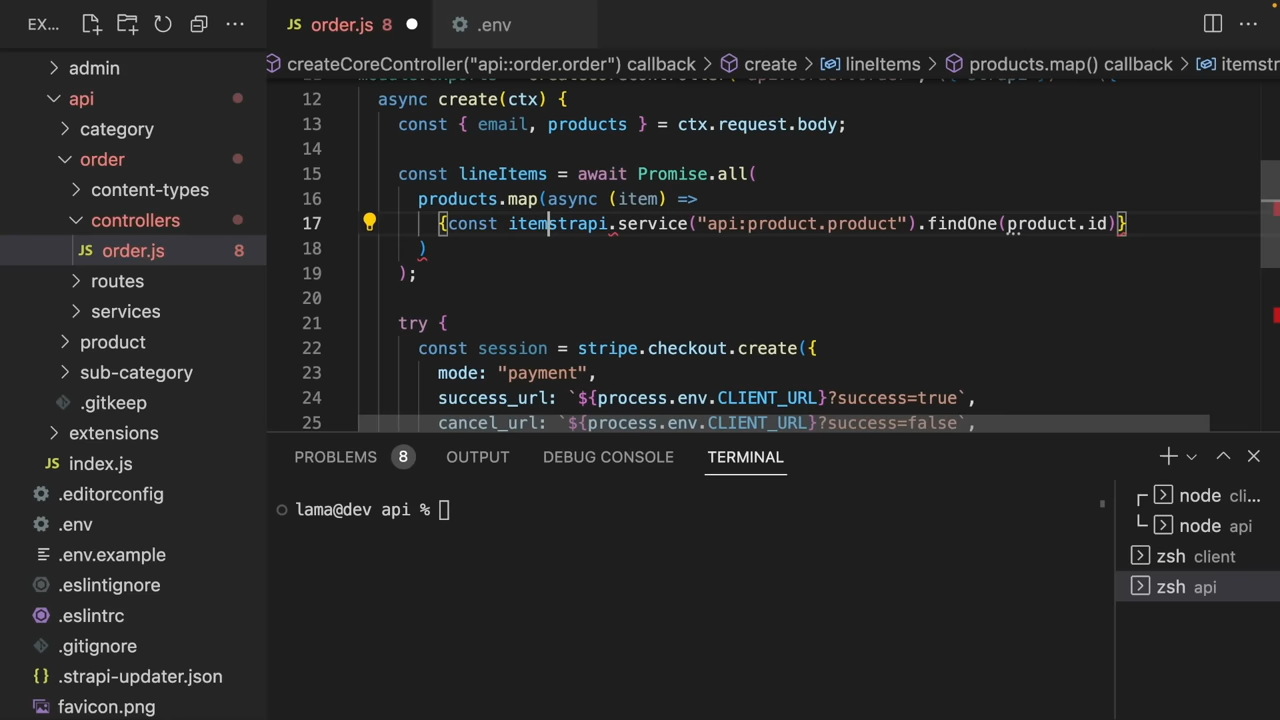 EX...
order.js 8
.env
admin
api
category
order
content-types
controllers
JS order.js 8
routes
services
product
sub-category
.gitkeep
extensions
JS index.js
.editorconfig
.env
.env.example
.eslintignore
.eslintrc
.gitignore
{} .strapi-updater.json
favicon.png
createCoreController("api::order.order") callback > create > lineItems > products.map() callback > itemstr
12 async create(ctx) {
13 const { email, products } = ctx.request.body;
14
15 const lineItems = await Promise.all(
16 products.map(async (item) =>
17 {const itemstrapi.service("api:product.product").findOne(product.id)}
18 )
19 );
20
21 try {
22 const session = stripe.checkout.create({
23 mode: "payment",
24 success_url: `${process.env.CLIENT_URL}?success=true`,
25 cancel_url: `${process.env.CLIENT_URL}?success=false`,
PROBLEMS 8 OUTPUT DEBUG CONSOLE TERMINAL
lama@dev api %
node cli...
node api
zsh client
zsh api